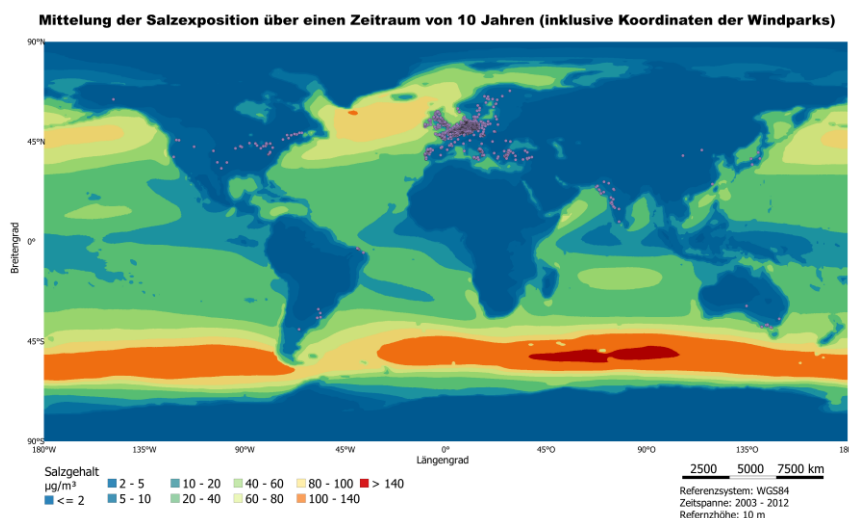 Mittelung der Salzexposition über einen Zeitraum von 10 Jahren (inklusive Koordinaten der Windparks)
90°N
45°N
Breitengrad
0°
45°S
90°S
180°W 135°W 90°W 45°W 0° 45°W 90°W 135°W 180
Längengrad
Salzgehalt
µg/m³
<= 2
2 - 5
5 - 10
10 - 20
20 - 40
40 - 60
60 - 80
80 - 100
100 - 140
> 140
2500 5000 7500 km
Referenzsystem: WGS84
Zeitspanne: 2003 - 2012
Refernzhöhe: 10 m